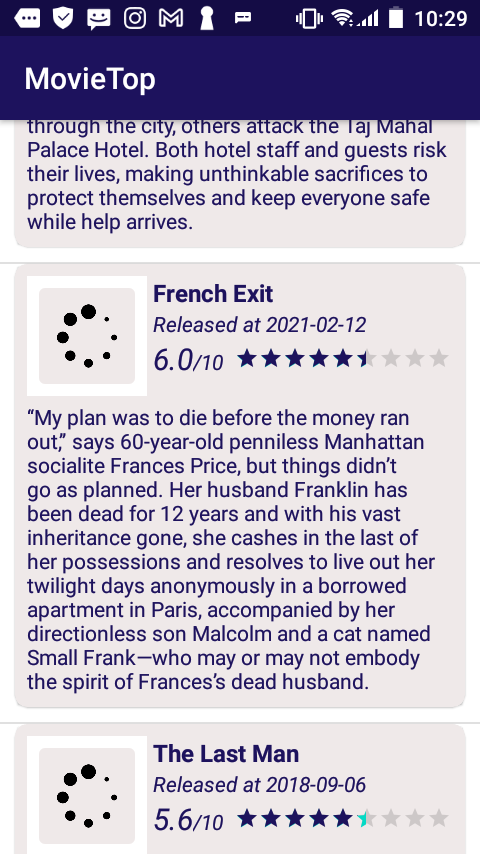 10:29
MovieTop
through the city, others attack the Taj Mahal
Palace Hotel. Both hotel staff and guests risk
their lives, making unthinkable sacrifices to
protect themselves and keep everyone safe
while help arrives.
French Exit
Released at 2021-02-12
6.0/10
“My plan was to die before the money ran
out,” says 60-year-old penniless Manhattan
socialite Frances Price, but things didn’t
go as planned. Her husband Franklin has
been dead for 12 years and with his vast
inheritance gone, she cashes in the last of
her possessions and resolves to live out her
twilight days anonymously in a borrowed
apartment in Paris, accompanied by her
directionless son Malcolm and a cat named
Small Frank—who may or may not embody
the spirit of Frances’s dead husband.
The Last Man
Released at 2018-09-06
5.6/10